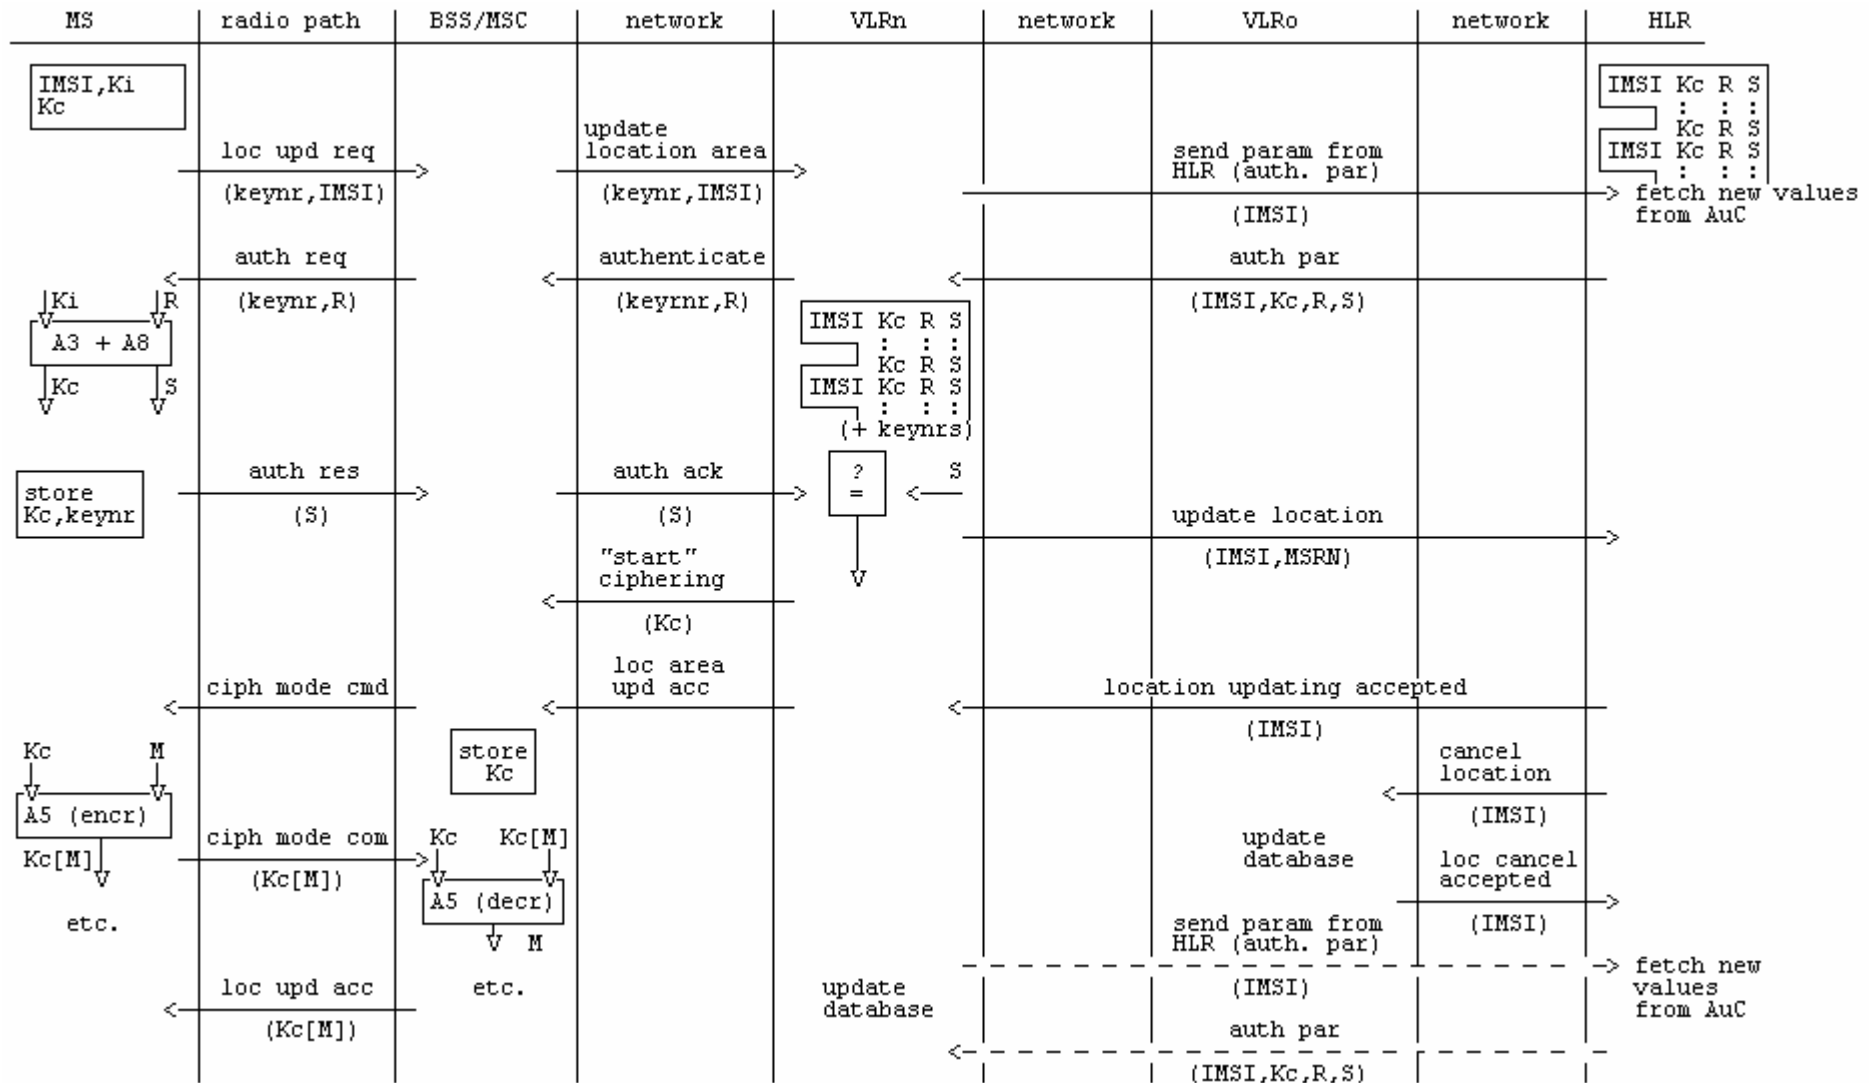 MS radio path BSS/MSC network VLRn network VLRo network HLR
IMSI,Ki
Kc
IMSI Kc R S
: : :
Kc R S
IMSI Kc R S
: : :
loc upd req
(keynr,IMSI)
update
location area
(keynr,IMSI)
send param from
HLR (auth. par)
(IMSI)
fetch new values
from AuC
auth req
(keynr,R)
authenticate
(keyrnr,R)
auth par
(IMSI,Kc,R,S)
Ki R
A3 + A8
Kc S
IMSI Kc R S
: : :
Kc R S
IMSI Kc R S
: : :
(+ keynrs)
store
Kc,keynr
auth res
(S)
auth ack
(S)
?
=
S
update location
(IMSI,MSRN)
"start"
ciphering
(Kc)
ciph mode cmd
loc area
upd acc
location updating accepted
(IMSI)
Kc M
A5 (encr)
Kc[M]
etc.
store
Kc
cancel
location
(IMSI)
ciph mode com
(Kc[M])
Kc Kc[M]
A5 (decr)
M
etc.
update
database
loc cancel
accepted
(IMSI)
send param from
HLR (auth. par)
(IMSI)
fetch new
values
from AuC
loc upd acc
(Kc[M])
update
database
auth par
(IMSI,Kc,R,S)